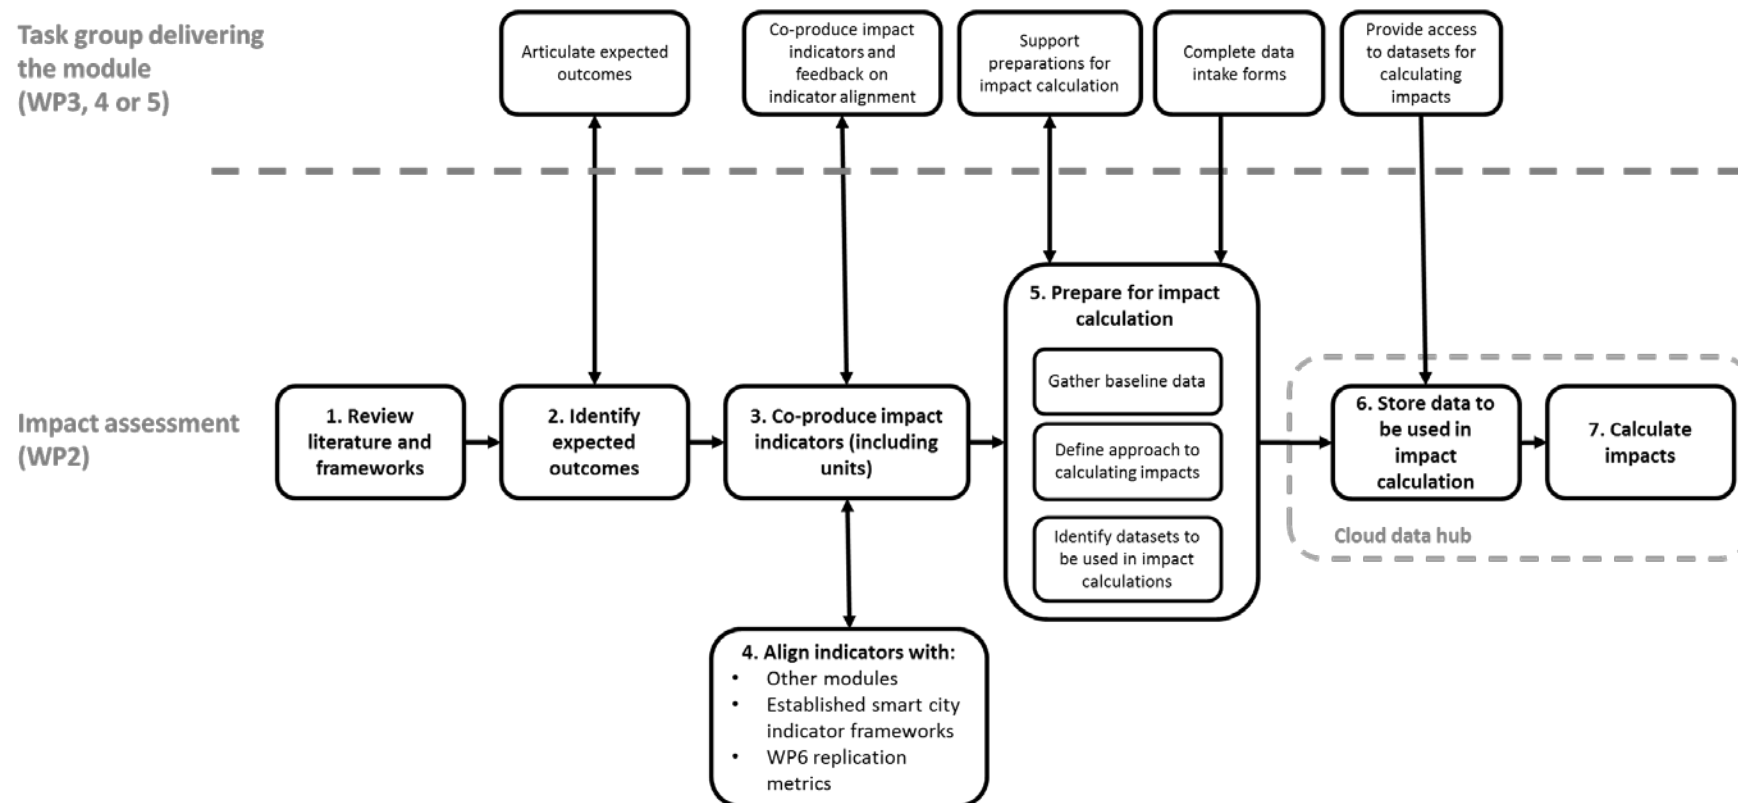 Task group delivering
the module
(WP3, 4 or 5)
Articulate expected
outcomes
Co-produce impact
indicators and
feedback on
indicator alignment
Support
preparations for
impact calculation
Complete data
intake forms
Provide access
to datasets for
calculating
impacts
Impact assessment
(WP2)
1. Review
literature and
frameworks
2. Identify
expected
outcomes
3. Co-produce impact
indicators (including
units)
4. Align indicators with:
• Other modules
• Established smart city
indicator frameworks
• WP6 replication
metrics
5. Prepare for impact
calculation
Gather baseline data
Define approach to
calculating impacts
Identify datasets to
be used in impact
calculations
6. Store data to
be used in
impact
calculation
7. Calculate
impacts
Cloud data hub